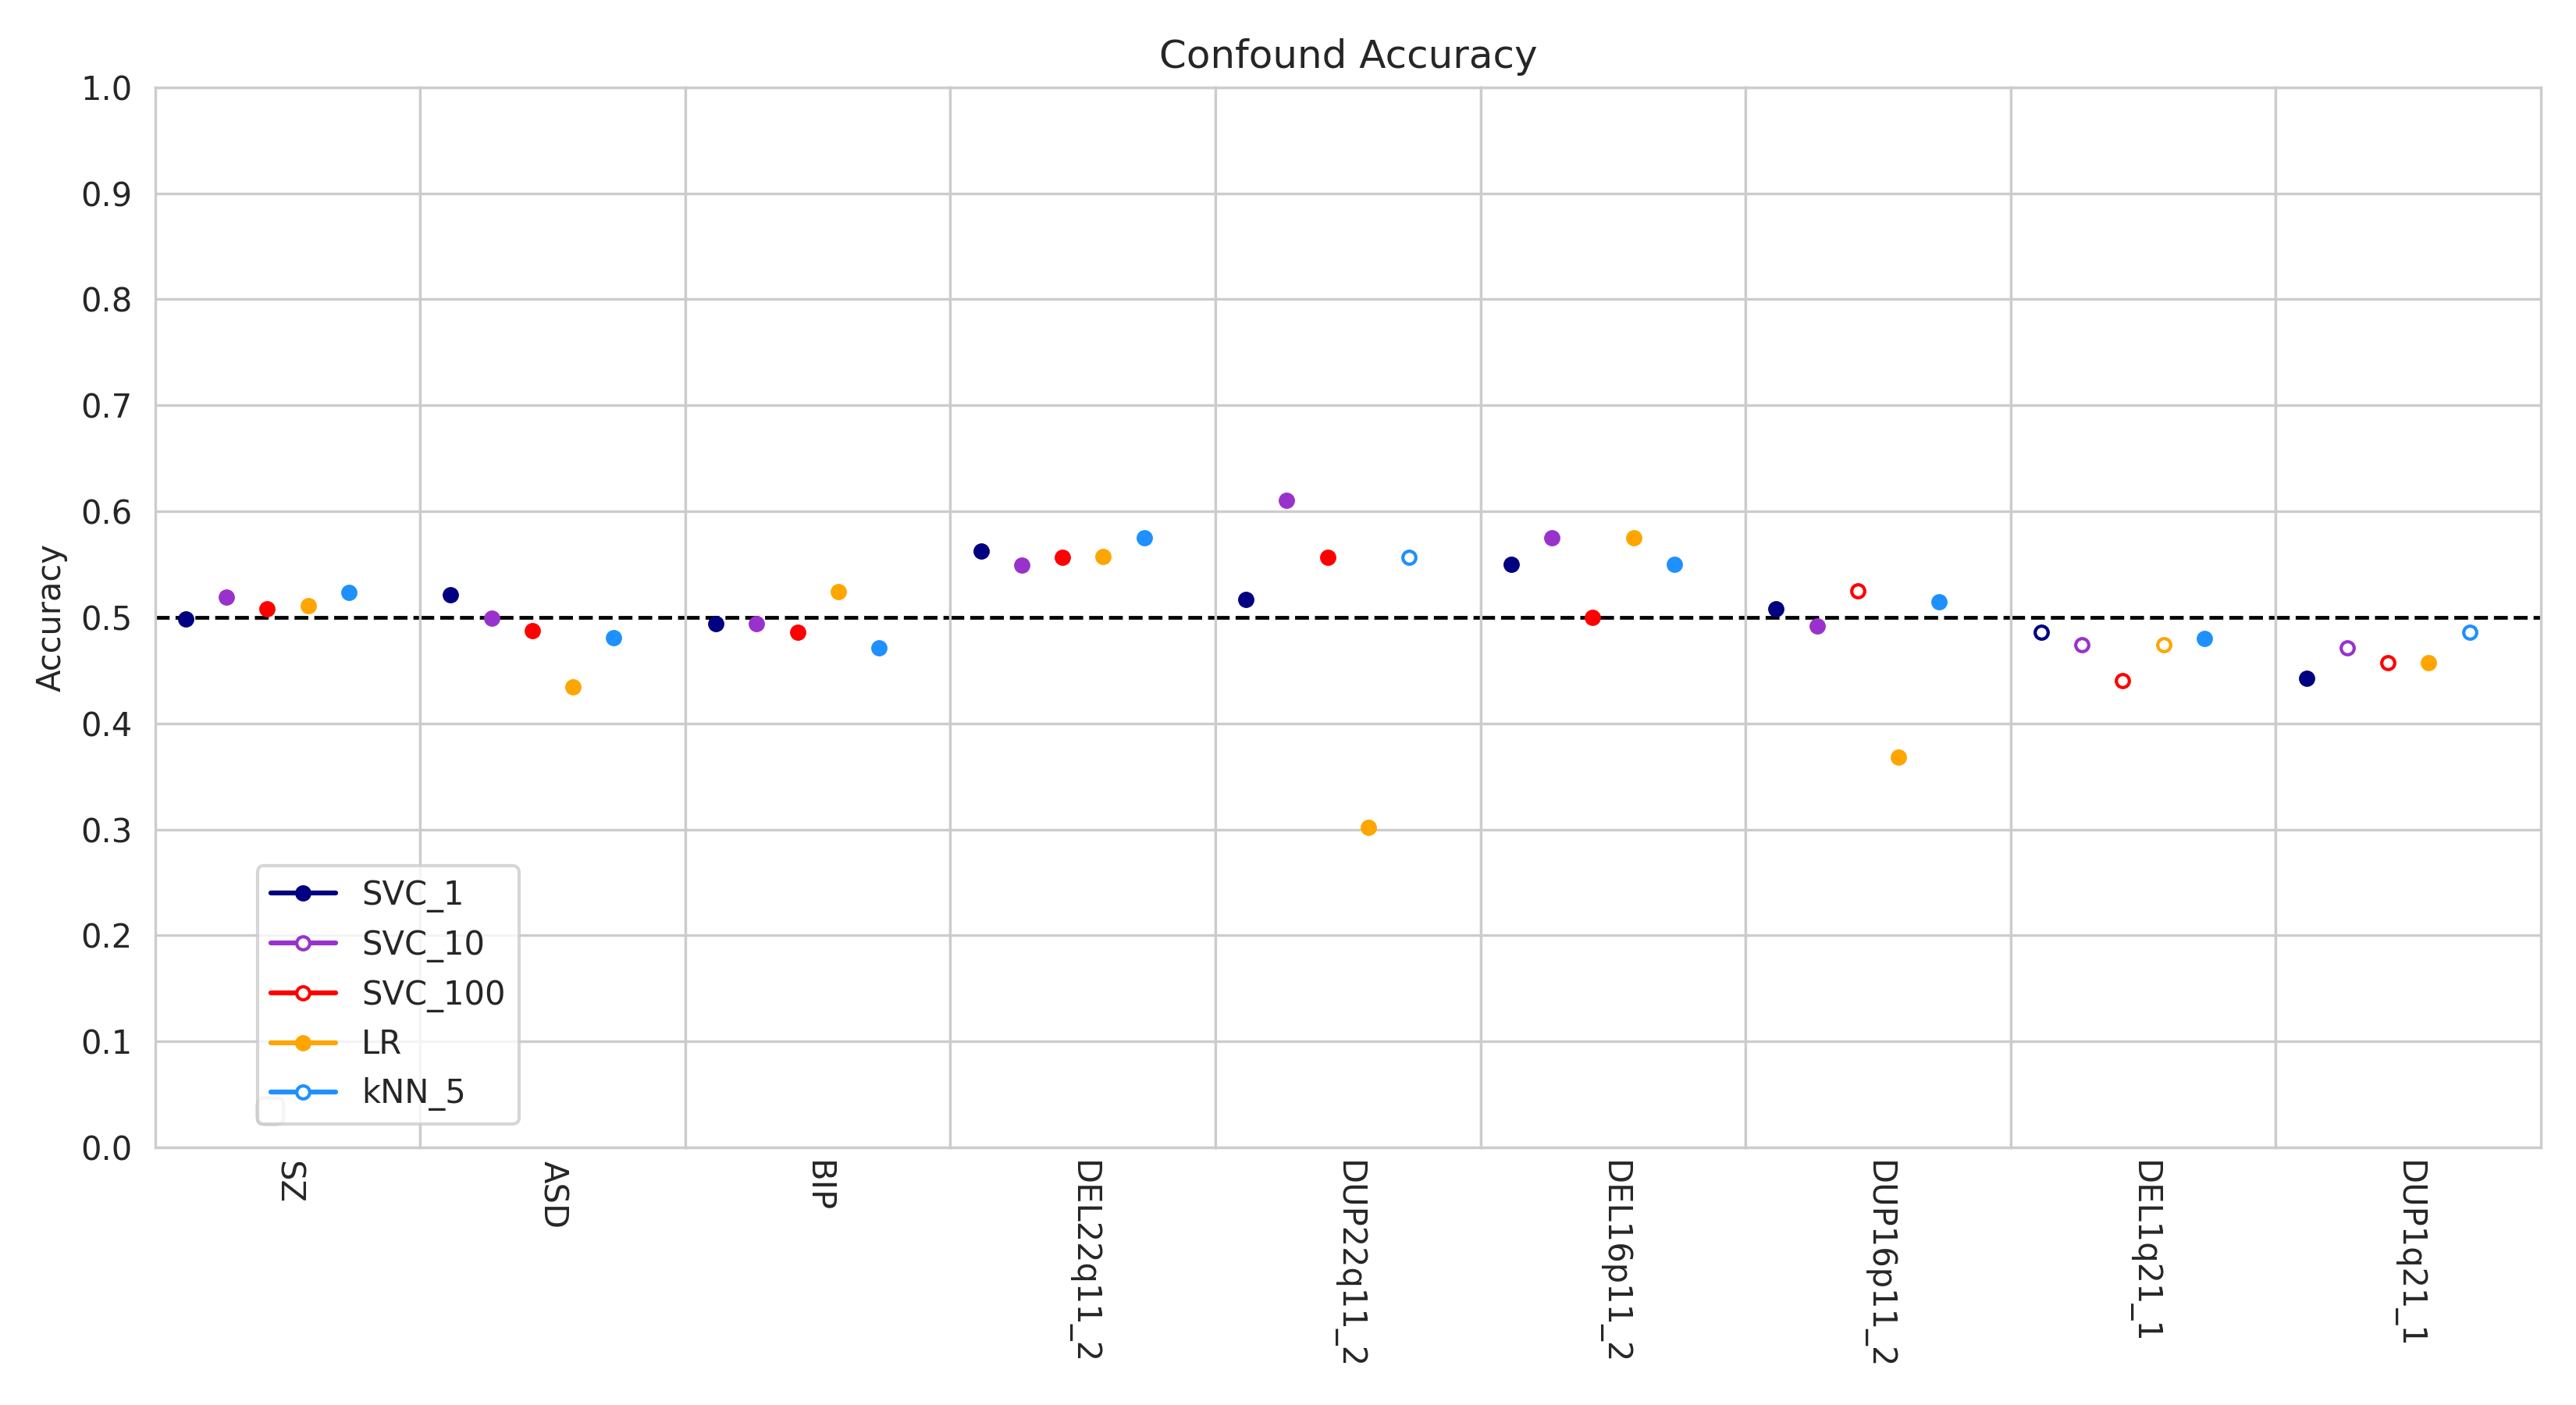 Confound Accuracy
1.0
0.9
0.8
0.7
0.6
0.5
0.4
0.3
0.2
0.1
0.0
Accuracy
SVC_1
SVC_10
SVC_100
LR
kNN_5
SZ
ASD
BIP
DEL22q11_2
DUP22q11_2
DEL16p11_2
DUP16p11_2
DEL1q21_1
DUP1q21_1